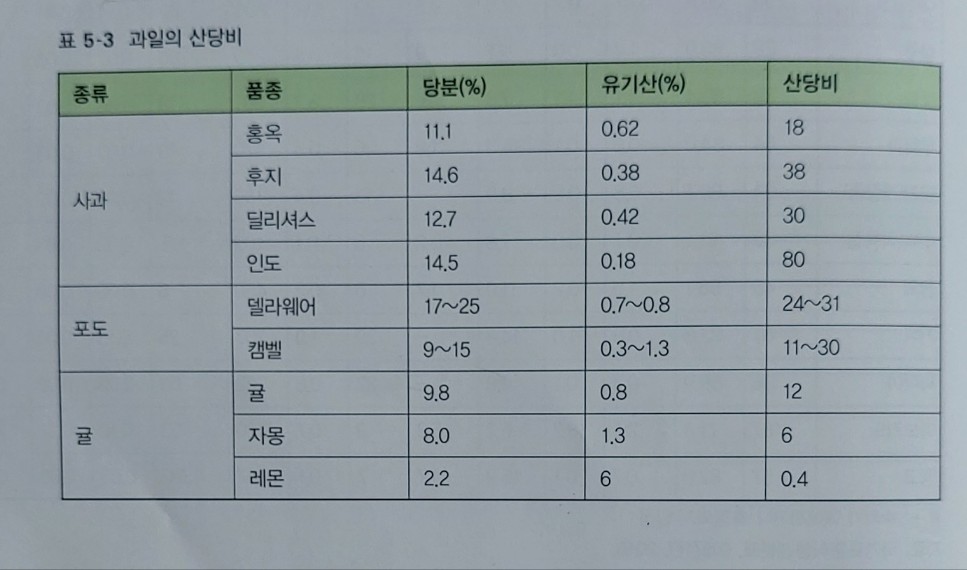 표 5-3 과일의 산당비
종류 품종 당분(%) 유기산(%) 산당비
사과 홍옥 11.1 0.62 18
후지 14.6 0.38 38
딜리셔스 12.7 0.42 30
인도 14.5 0.18 80
포도 델라웨어 17~25 0.7~0.8 24~31
캠벨 9~15 0.3~1.3 11~30
귤 귤 9.8 0.8 12
자몽 8.0 1.3 6
레몬 2.2 6 0.4